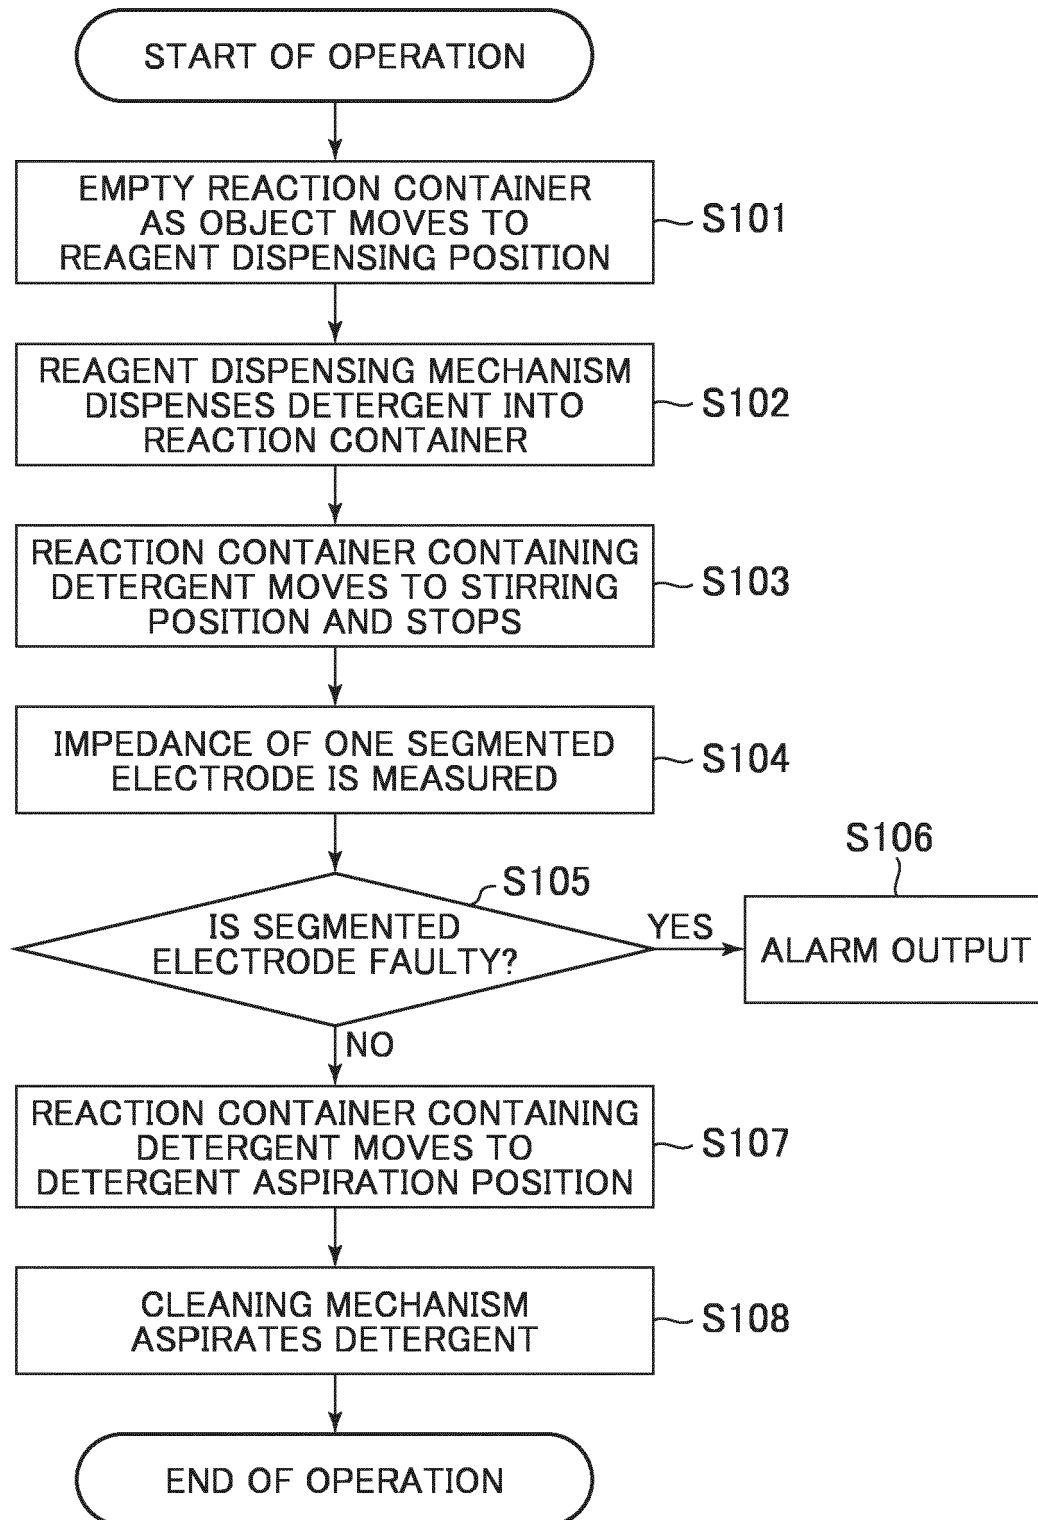 START OF OPERATION
EMPTY REACTION CONTAINER
AS OBJECT MOVES TO
REAGENT DISPENSING POSITION
S101
REAGENT DISPENSING MECHANISM
DISPENSES DETERGENT INTO
REACTION CONTAINER
S102
REACTION CONTAINER CONTAINING
DETERGENT MOVES TO STIRRING
POSITION AND STOPS
S103
IMPEDANCE OF ONE SEGMENTED
ELECTRODE IS MEASURED
S104
S105
IS SEGMENTED
ELECTRODE FAULTY?
YES
S106
ALARM OUTPUT
NO
REACTION CONTAINER CONTAINING
DETERGENT MOVES TO
DETERGENT ASPIRATION POSITION
S107
CLEANING MECHANISM
ASPIRATES DETERGENT
S108
END OF OPERATION